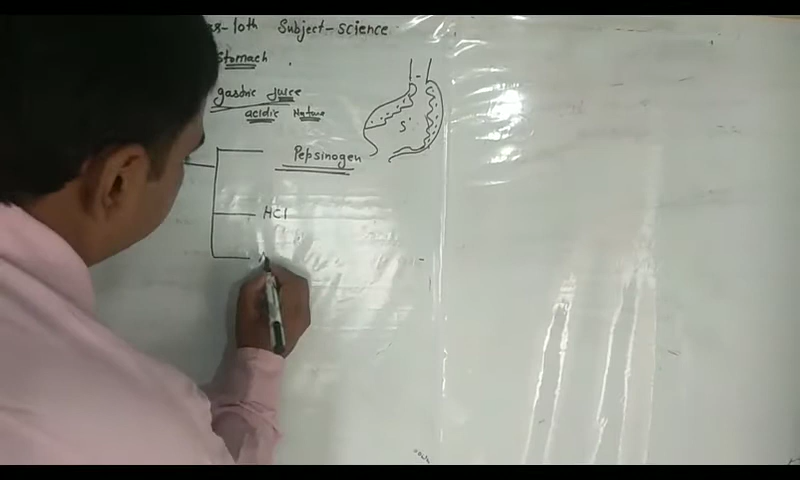 10th Subject-science
Stomach
gastric juice
acidic Nature
S
Pepsinogen
HCl